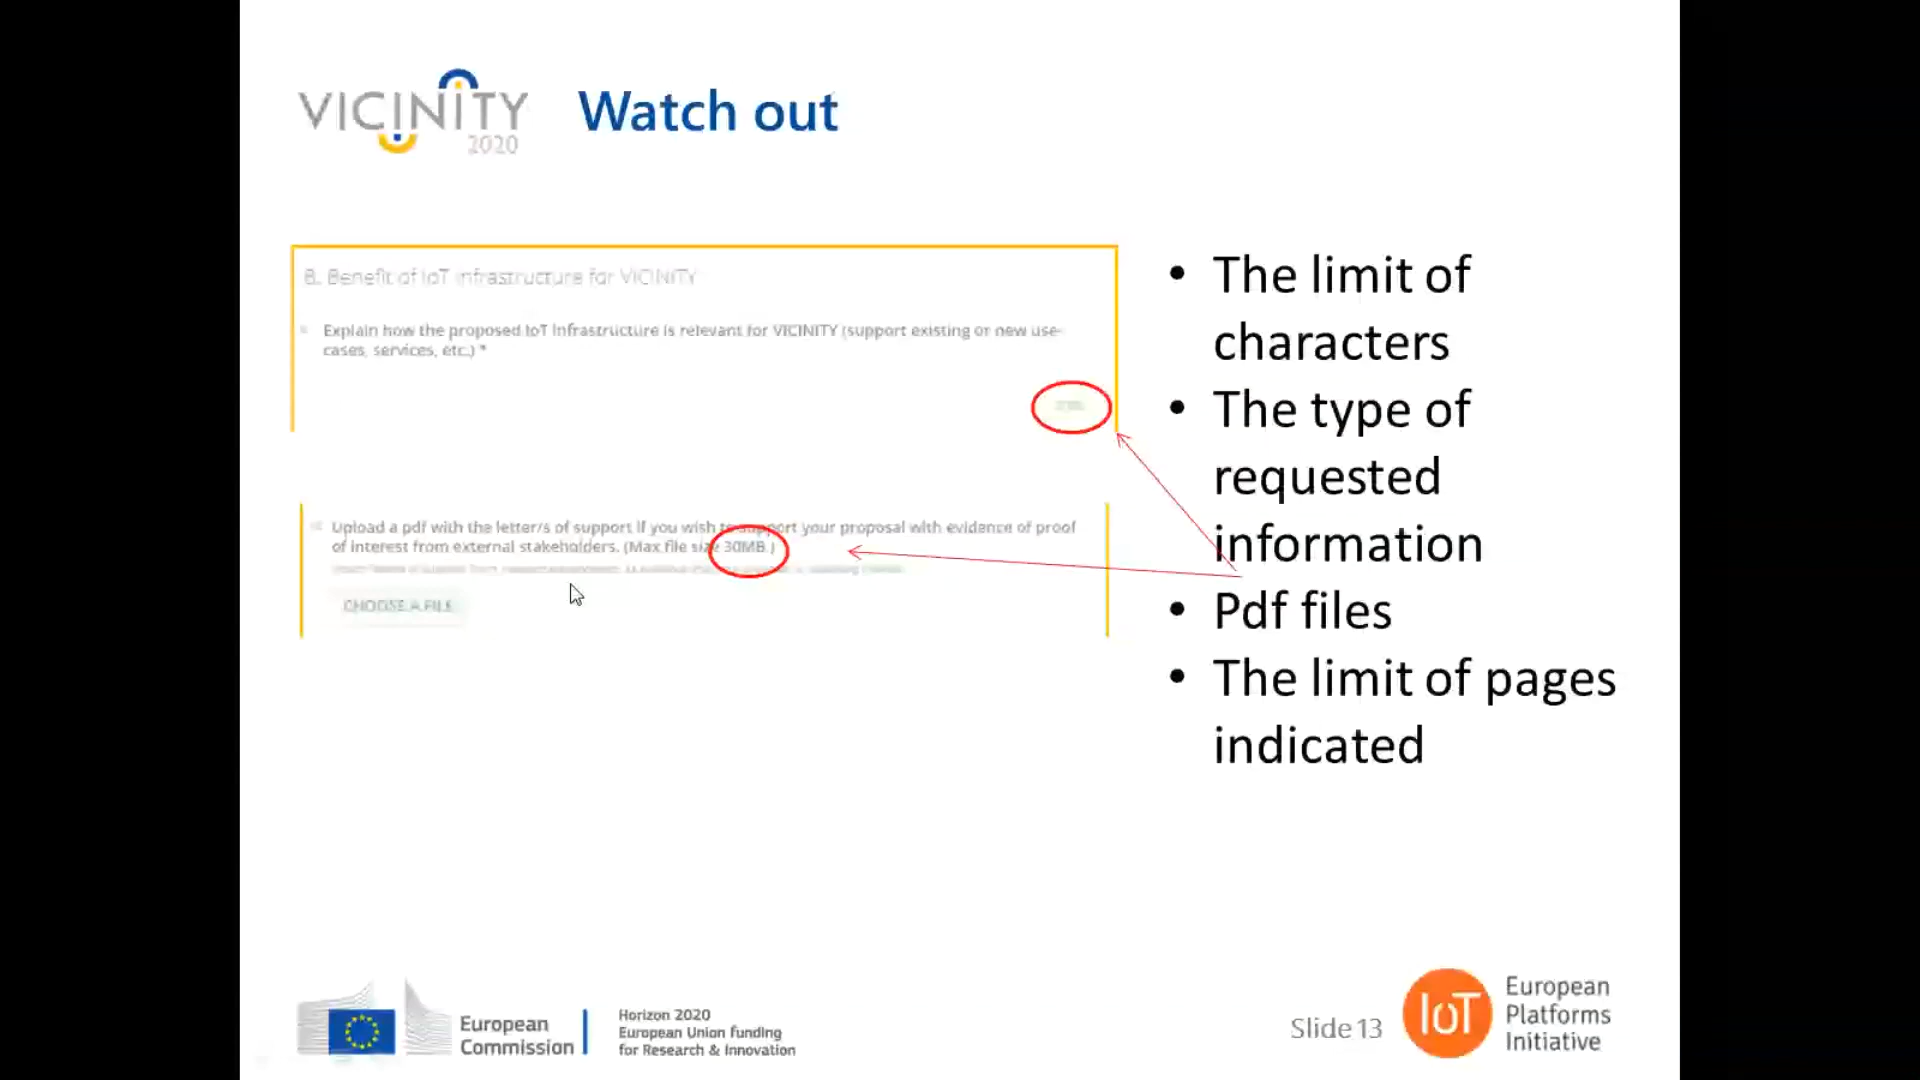 VICINITY
2020
Watch out
B. Benefit of IoT infrastructure for VICINITY
Explain how the proposed IoT Infrastructure is relevant for VICINITY (support existing or new use-
cases, services, etc.) *
Upload a pdf with the letter/s of support if you wish to support your proposal with evidence of proof
of interest from external stakeholders. (Max file size 30MB.)
CHOOSE A FILE
• The limit of
characters
• The type of
requested
information
• Pdf files
• The limit of pages
indicated
European
Commission
Horizon 2020
European Union funding
for Research & Innovation
Slide 13
IoT
European
Platforms
Initiative